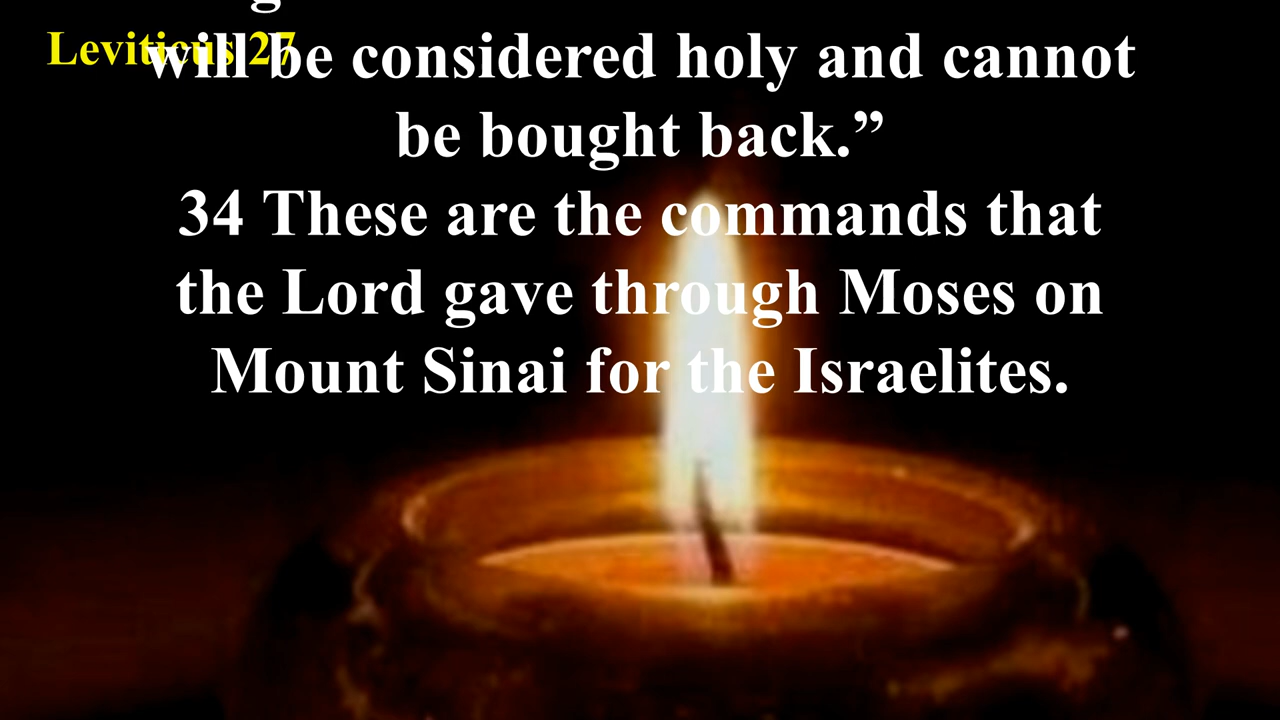 Leviticus 27
will be considered holy and cannot
be bought back.”
34 These are the commands that
the Lord gave through Moses on
Mount Sinai for the Israelites.